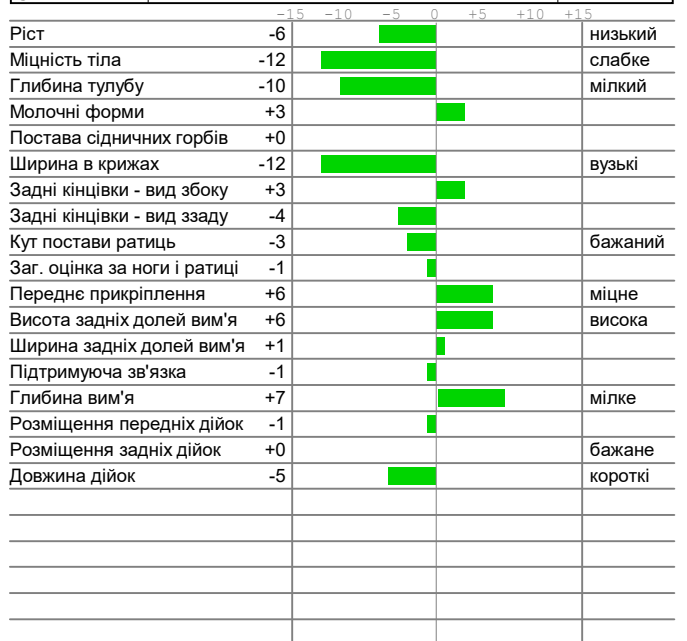 -15 -10 -5 0 +5 +10 +15
Ріст -6 низький
Міцність тіла -12 слабке
Глибина тулубу -10 мілкий
Молочні форми +3
Постава сідничних горбів +0
Ширина в крижах -12 вузькі
Задні кінцівки - вид збоку +3
Задні кінцівки - вид ззаду -4
Кут постави ратиць -3 бажаний
Заг. оцінка за ноги і ратиці -1
Переднє прикріплення +6 міцне
Висота задніх долей вим'я +6 висока
Ширина задніх долей вим'я +1
Підтримуюча зв'язка -1
Глибина вим'я +7 мілке
Розміщення передніх дійок -1
Розміщення задніх дійок +0 бажане
Довжина дійок -5 короткі